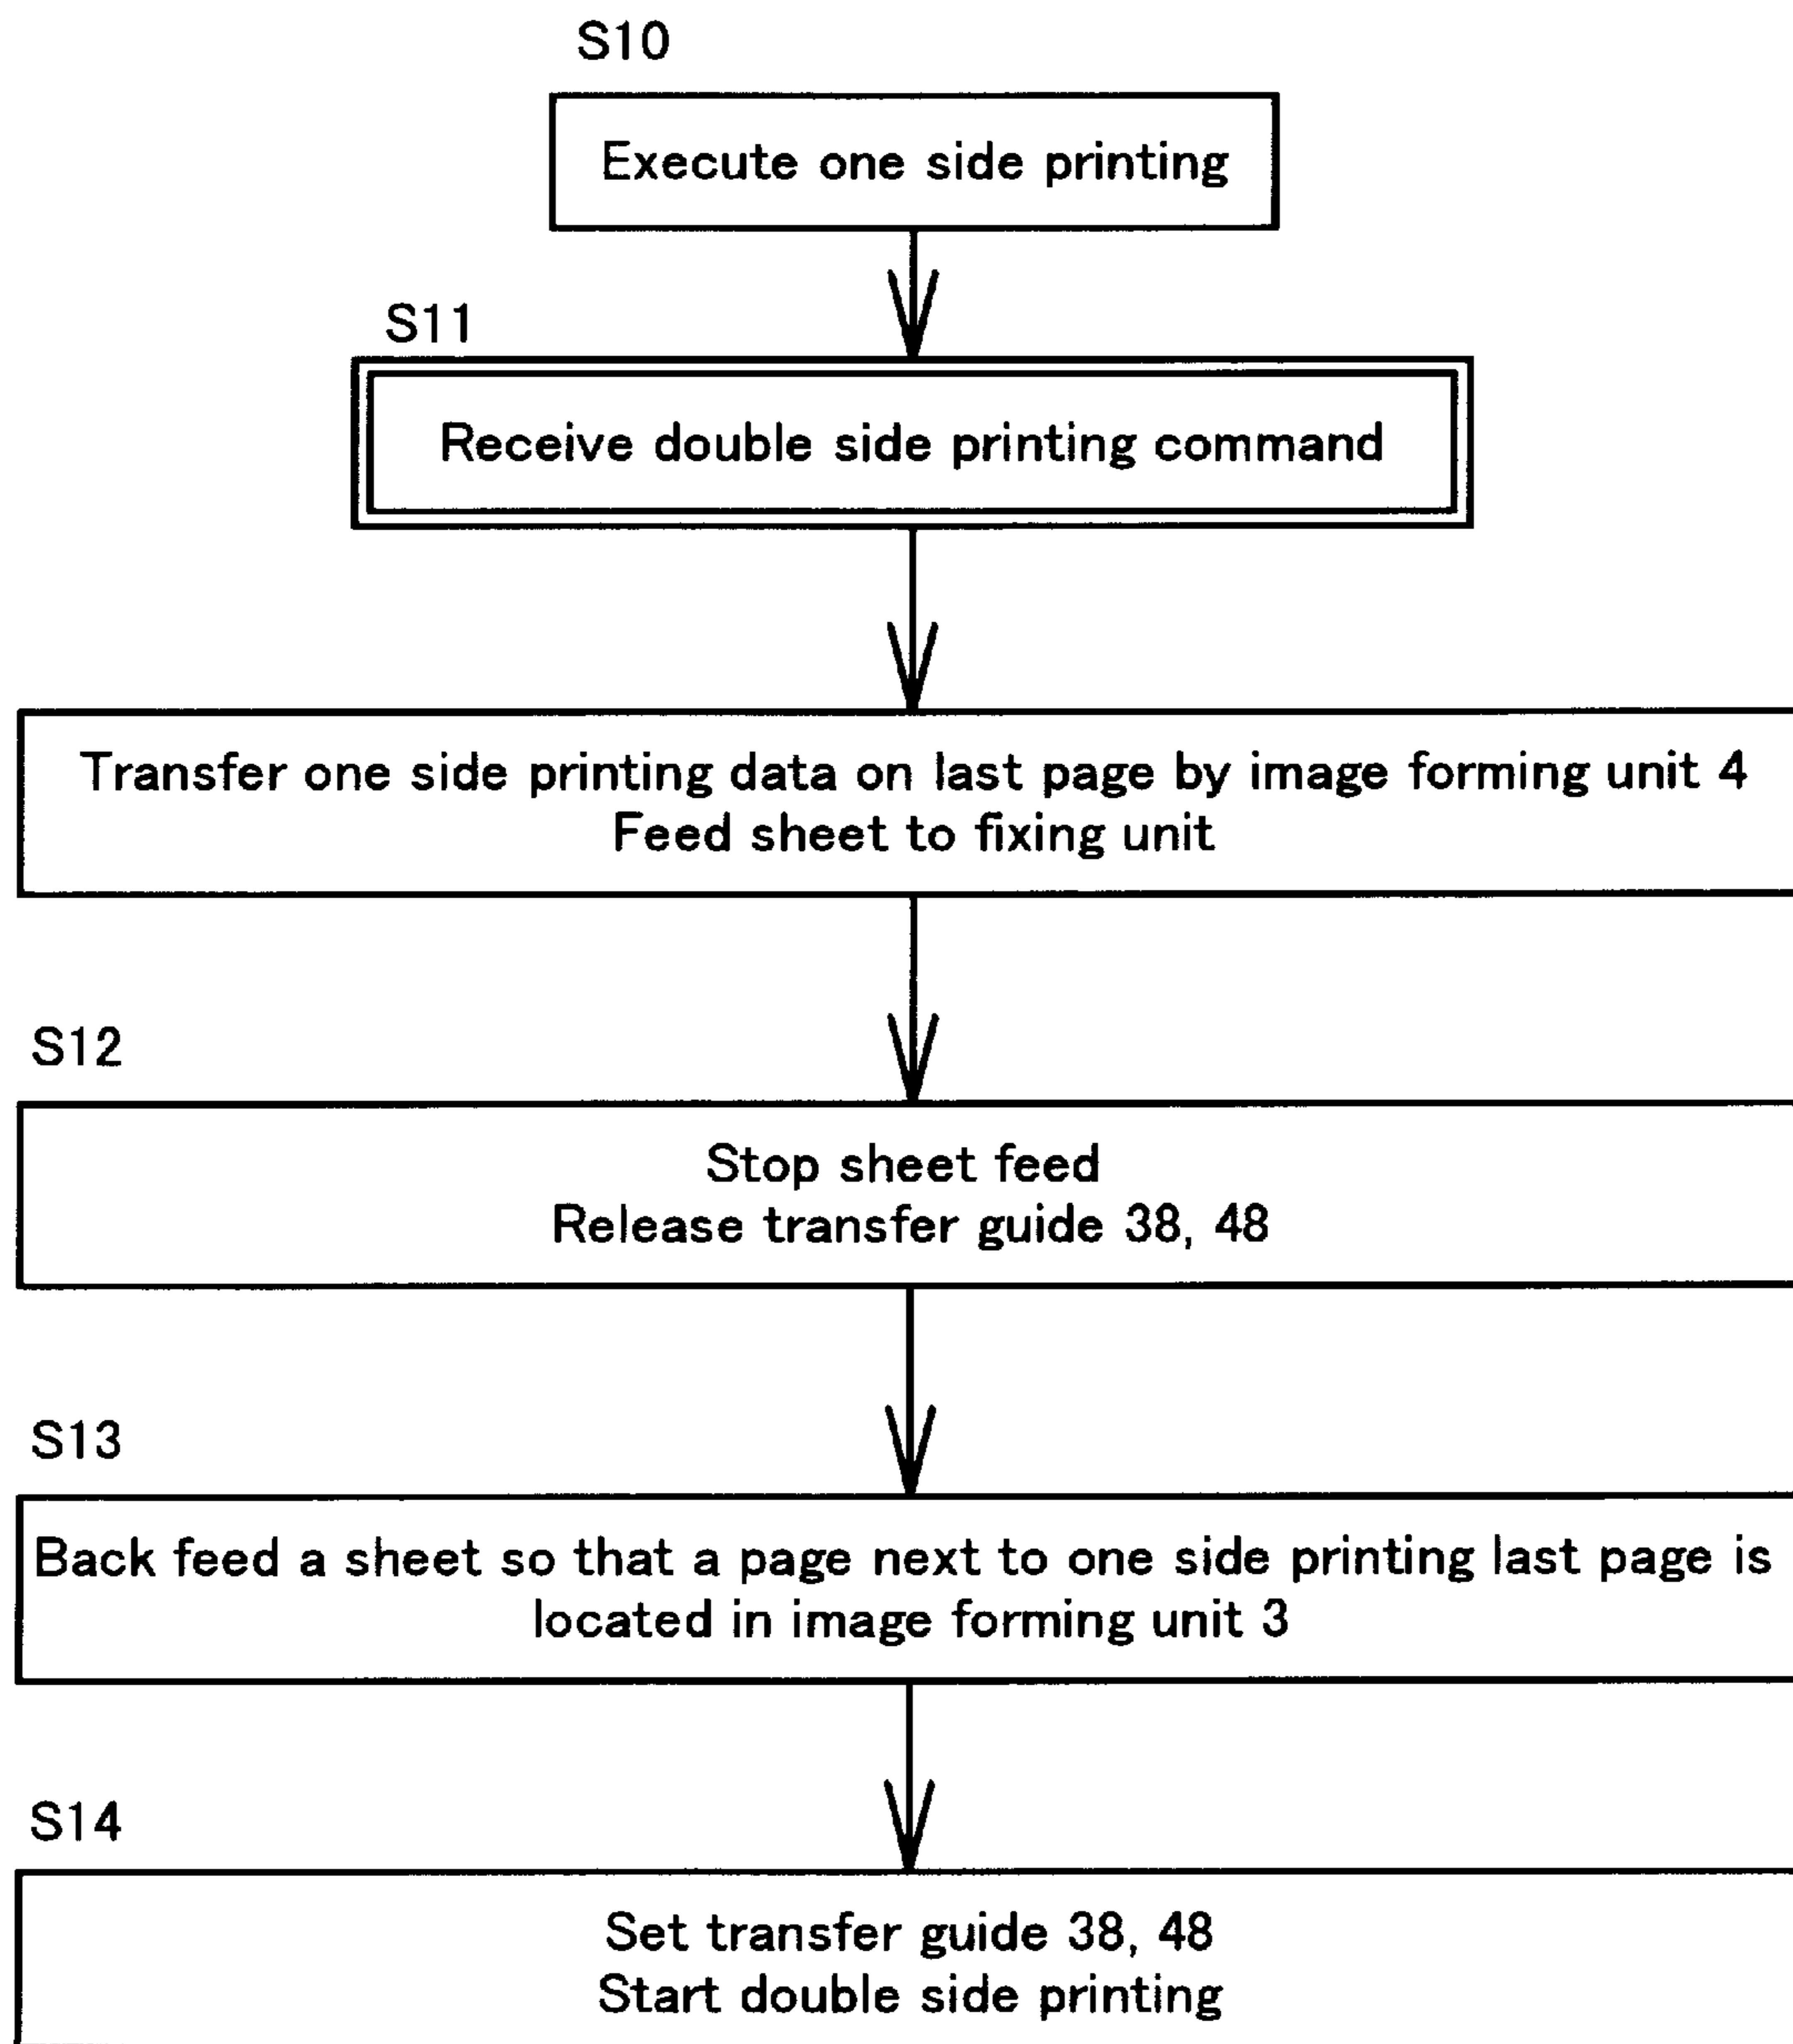 S10
Execute one side printing
S11
Receive double side printing command
Transfer one side printing data on last page by image forming unit 4
Feed sheet to fixing unit
S12
Stop sheet feed
Release transfer guide 38, 48
S13
Back feed a sheet so that a page next to one side printing last page is
located in image forming unit 3
S14
Set transfer guide 38, 48
Start double side printing